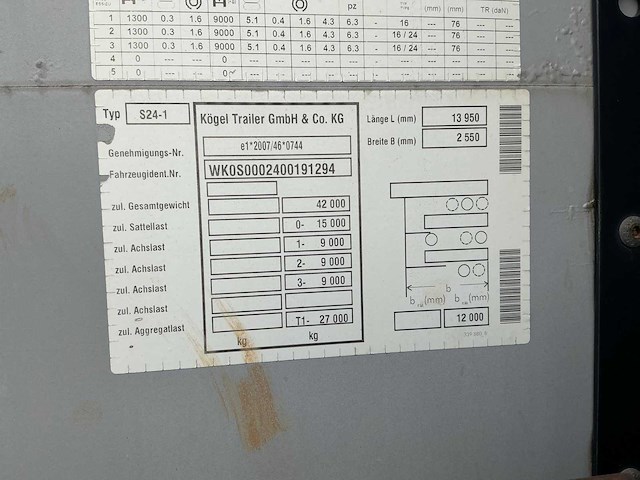 pz (mm) (mm) TR (daN)
1 1300 0.3 1.6 9000 5.1 0.4 1.6 4.3 6.3 - 16 --- 76 ---
2 1300 0.3 1.6 9000 5.1 0.4 1.6 4.3 6.3 - 16 / 24 --- 76 ---
3 1300 0.3 1.6 9000 5.1 0.4 1.6 4.3 6.3 - 16 / 24 --- 76 ---
4 0 --- --- 0 --- --- --- --- --- - --- --- --- ---
5 0 --- --- 0 --- --- --- --- --- - --- --- --- ---
Typ S24-1 Kögel Trailer GmbH & Co. KG Länge L (mm) 13 950
Breite B (mm) 2 550
Genehmigungs-Nr. e1*2007/46*0744
Fahrzeugident.Nr. WK0S0002400191294
zul. Gesamtgewicht 42 000
zul. Sattellast 0- 15 000
zul. Achslast 1- 9 000
zul. Achslast 2- 9 000
zul. Achslast 3- 9 000
b
b (mm) b (mm)
zul. Achslast
zul. Aggregatlast T1- 27 000 12 000
kg kg